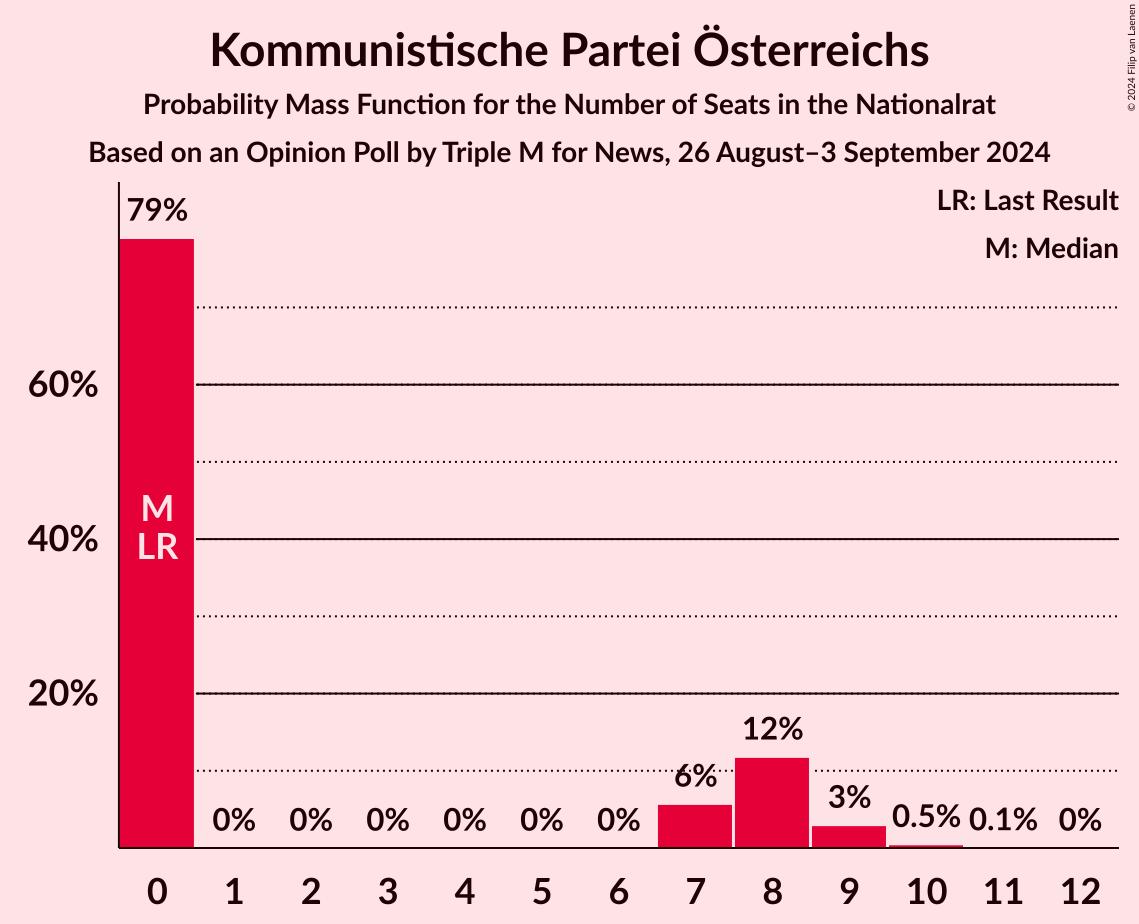 Kommunistische Partei Österreichs
Probability Mass Function for the Number of Seats in the Nationalrat
Based on an Opinion Poll by Triple M for News, 26 August–3 September 2024
© 2024 Filip van Laenen
LR: Last Result
M: Median
79%
60%
40%
20%
M
LR
0% 0% 0% 0% 0% 0% 6% 12% 3% 0.5% 0.1% 0%
0 1 2 3 4 5 6 7 8 9 10 11 12